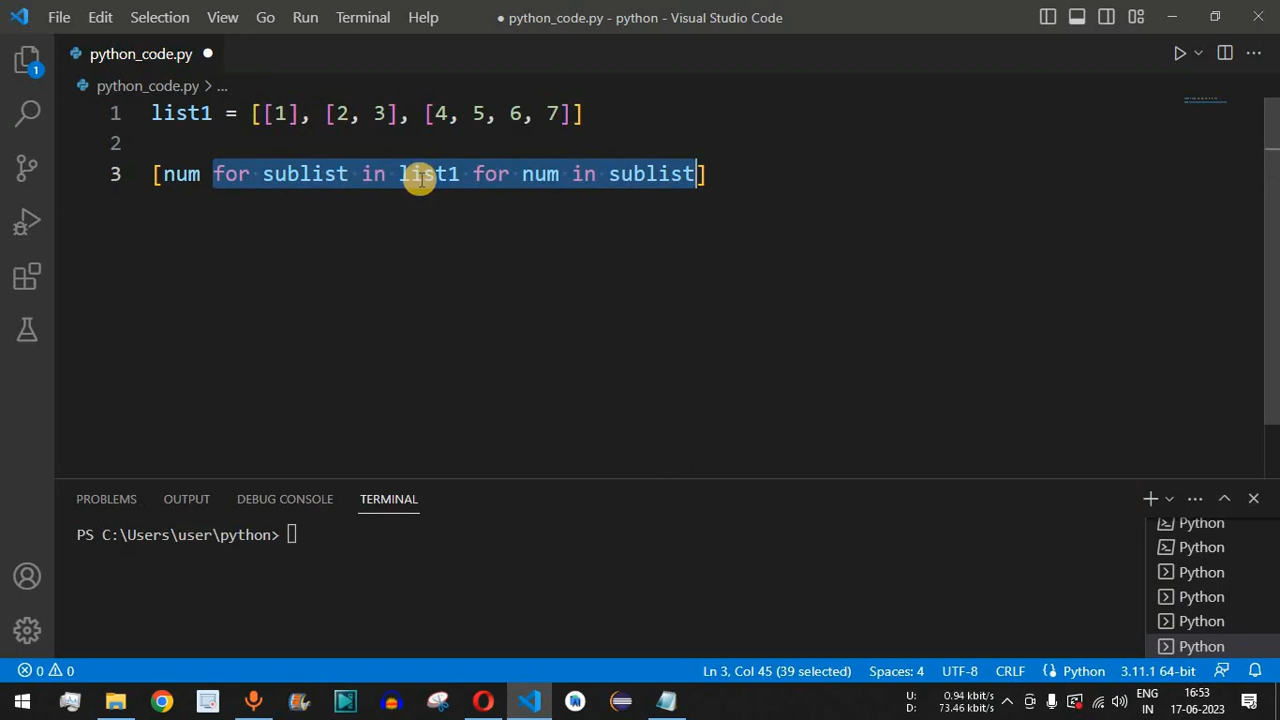 File Edit Selection View Go Run Terminal Help
● python_code.py - python - Visual Studio Code
python_code.py ●
python_code.py > ...
1 list1 = [[1], [2, 3], [4, 5, 6, 7]]
2
3 [num for sublist in list1 for num in sublist]
1
PROBLEMS OUTPUT DEBUG CONSOLE TERMINAL
PS C:\Users\user\python>
Python
Python
Python
Python
Python
Python
0 0 Ln 3, Col 45 (39 selected) Spaces: 4 UTF-8 CRLF Python 3.11.1 64-bit
U: 0.94 kbit/s
D: 73.46 kbit/s
ENG
IN
16:53
17-06-2023